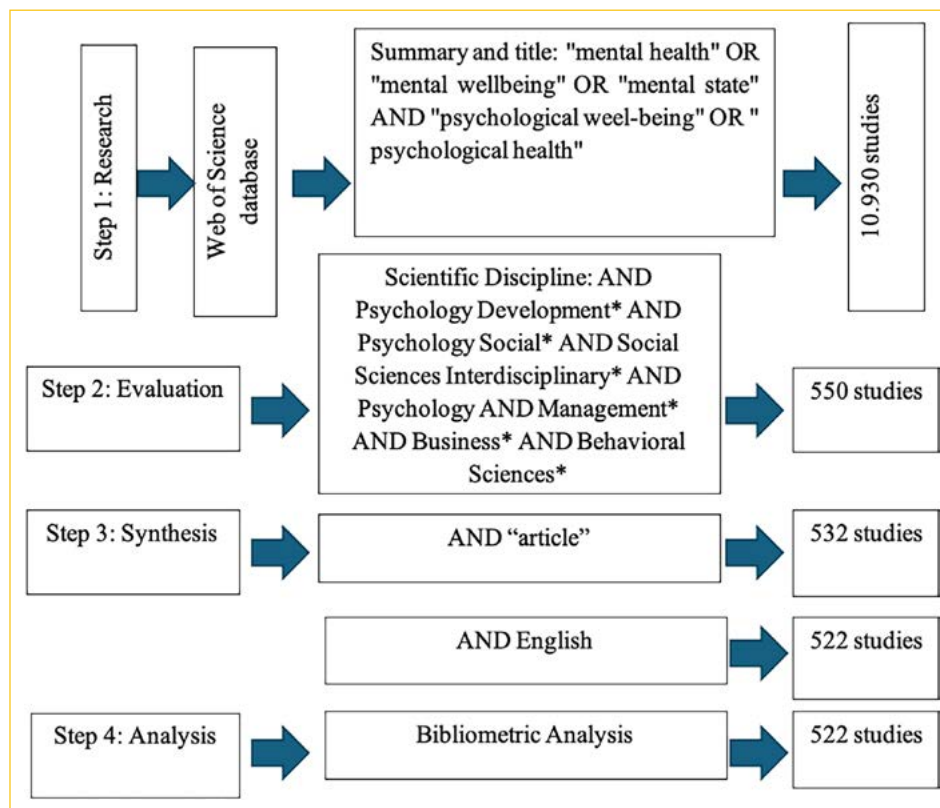 Step 1: Research
Web of Science
database
Summary and title: "mental health" OR
"mental wellbeing" OR "mental state"
AND "psychological weel-being" OR "
psychological health"
10.930 studies
Scientific Discipline: AND
Psychology Development* AND
Psychology Social* AND Social
Sciences Interdisciplinary* AND
Psychology AND Management*
AND Business* AND Behavioral
Sciences*
Step 2: Evaluation
550 studies
Step 3: Synthesis
AND “article”
532 studies
AND English
522 studies
Step 4: Analysis
Bibliometric Analysis
522 studies